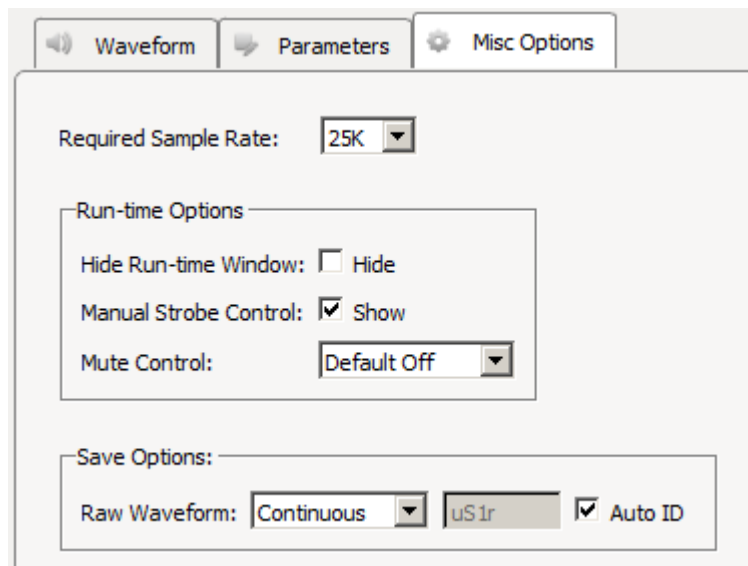 Waveform Parameters Misc Options
Required Sample Rate: 25K
Run-time Options
Hide Run-time Window: Hide
Manual Strobe Control: Show
Mute Control: Default Off
Save Options:
Raw Waveform: Continuous uS1r Auto ID